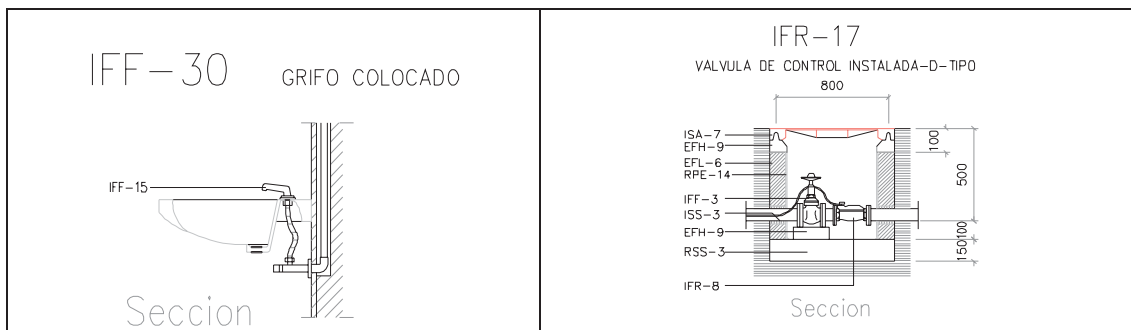 IFF-30
GRIFO COLOCADO
IFF-15
Seccion
IFR-17
VALVULA DE CONTROL INSTALADA-D-TIPO
800
ISA-7
EFH-9
EFL-6
RPE-14
IFF-3
ISS-3
EFH-9
RSS-3
IFR-8
100
500
100
150
Seccion